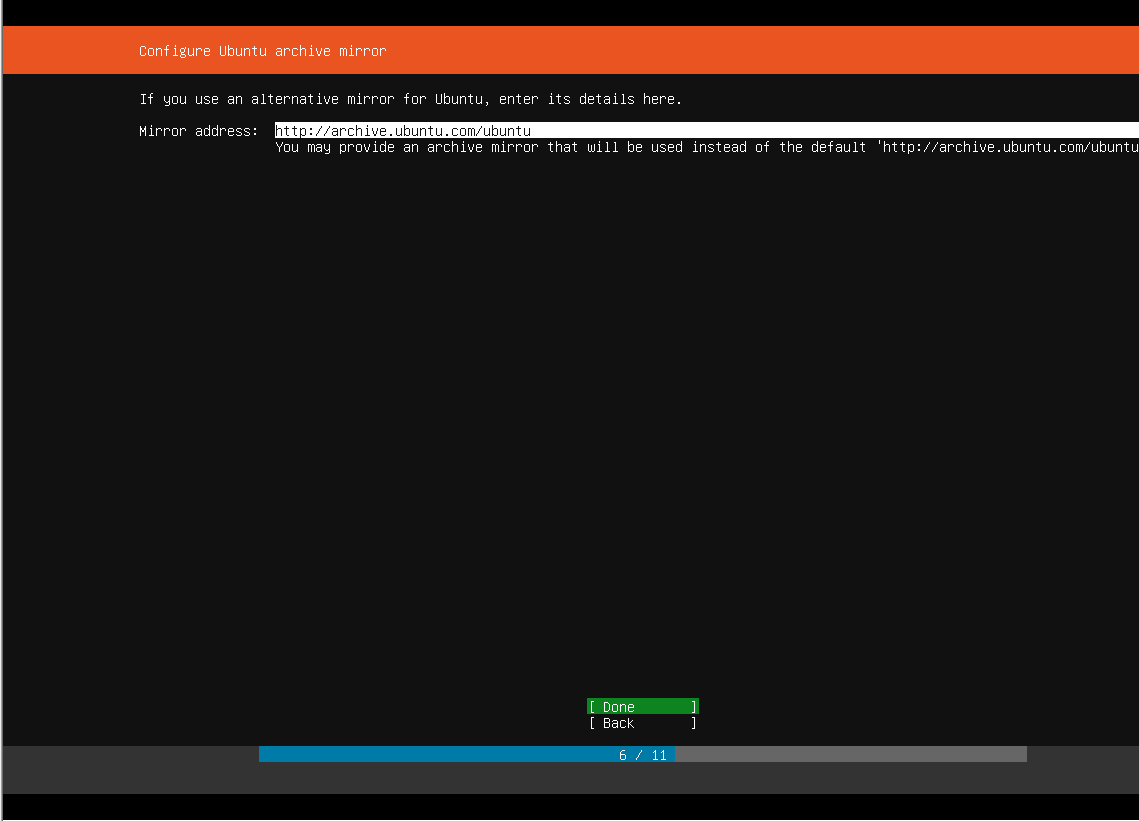 Configure Ubuntu archive mirror
If you use an alternative mirror for Ubuntu, enter its details here.
Mirror address: http://archive.ubuntu.com/ubuntu
You may provide an archive mirror that will be used instead of the default 'http://archive.ubuntu.com/ubuntu
[ Done ]
[ Back ]
6 / 11